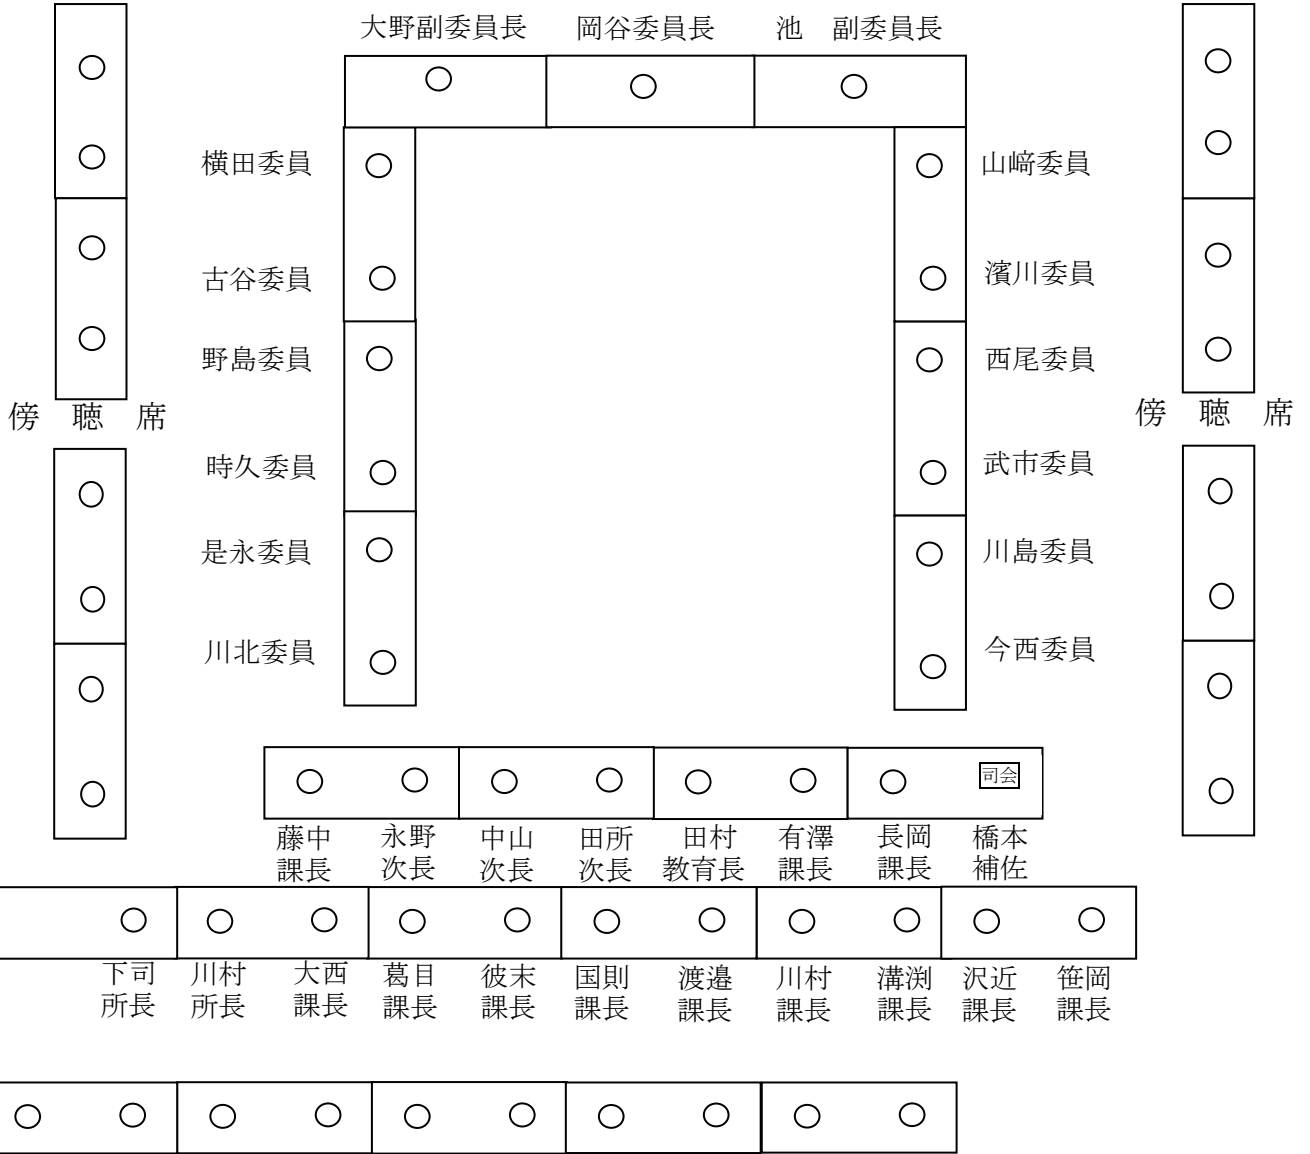 大野副委員長 岡谷委員長 池 副委員長
横田委員 山﨑委員
古谷委員 濱川委員
野島委員 西尾委員
傍 聴 席 傍 聴 席
時久委員 武市委員
是永委員 川島委員
川北委員 今西委員
司会
藤中 永野 中山 田所 田村 有澤 長岡 橋本
課長 次長 次長 次長 教育長 課長 課長 補佐
下司 川村 大西 葛目 彼末 国則 渡邉 川村 溝渕 沢近 笹岡
所長 所長 課長 課長 課長 課長 課長 課長 課長 課長 課長